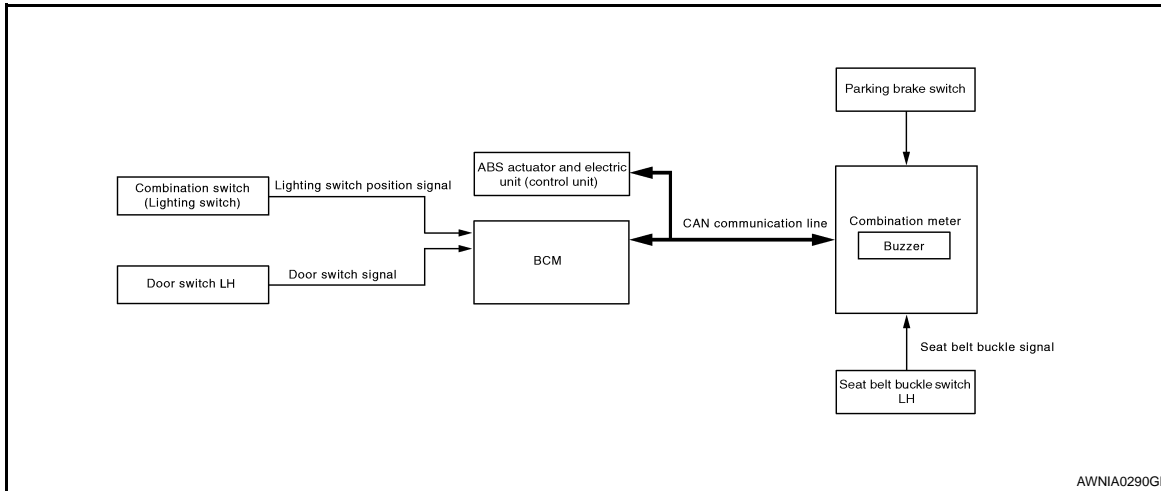 Parking brake switch
ABS actuator and electric
unit (control unit)
Combination switch
(Lighting switch)
Lighting switch position signal
CAN communication line
Combination meter
Buzzer
BCM
Door switch LH
Door switch signal
Seat belt buckle signal
Seat belt buckle switch
LH